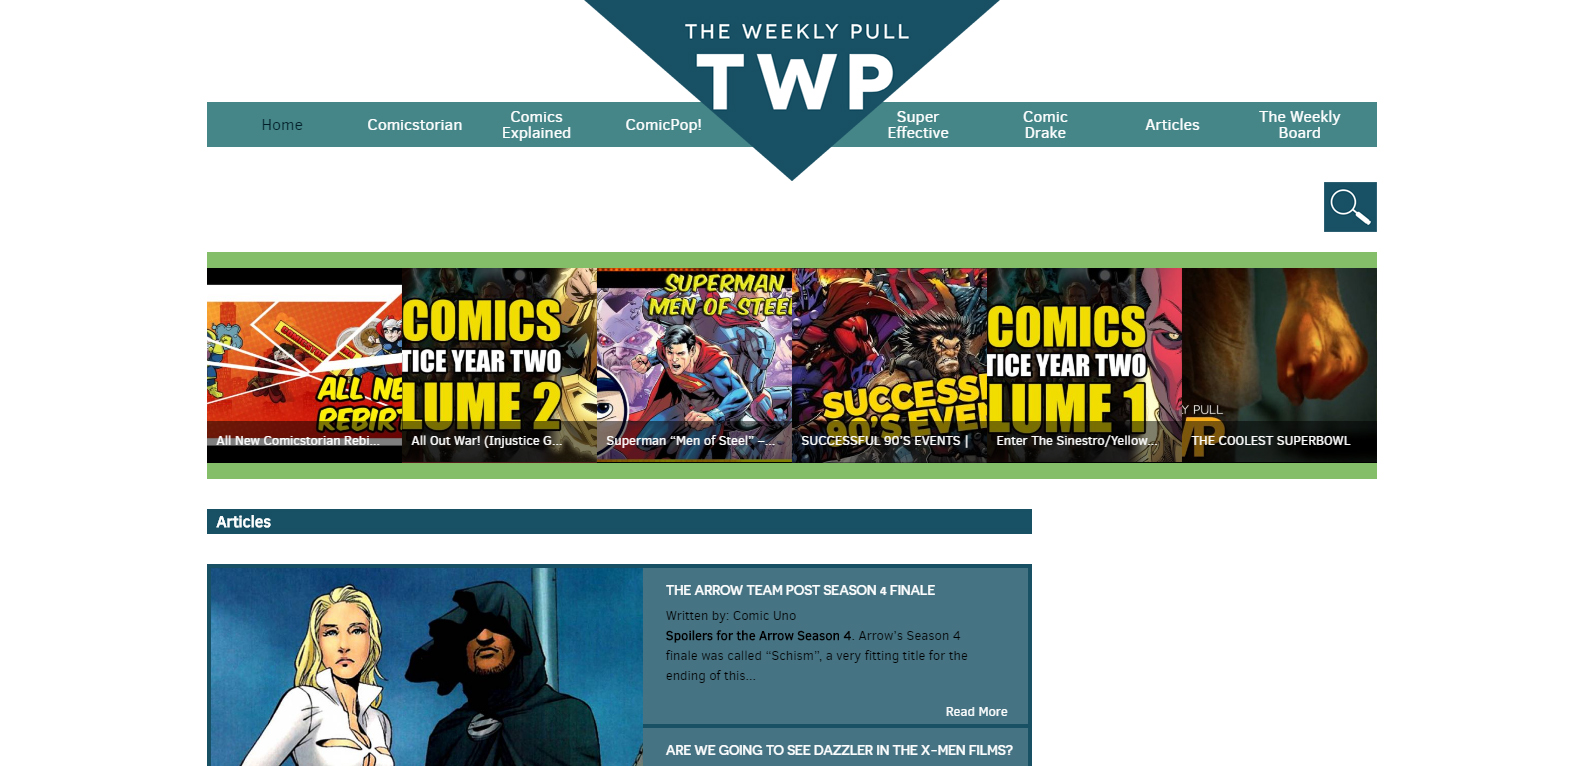 THE WEEKLY PULL
TWP
Home
Comicstorian
Comics
Explained
ComicPop!
Super
Effective
Comic
Drake
Articles
The Weekly
Board
ALL NE
REBIRT
All New Comicstorian Rebi...
COMICS
TICE YEAR TWO
LUME 2
All Out War! (Injustice G...
SUPERMAN
MEN OF STEE
Superman “Men of Steel” –...
SUCCESS!
90'S EVE
SUCCESSFUL 90’S EVENTS |
COMICS
TICE YEAR TWO
LUME 1
Enter The Sinestro/Yellow...
Y PULL
WP
THE COOLEST SUPERBOWL
Articles
THE ARROW TEAM POST SEASON 4 FINALE
Written by: Comic Uno
Spoilers for the Arrow Season 4. Arrow’s Season 4
finale was called “Schism”, a very fitting title for the
ending of this...
Read More
ARE WE GOING TO SEE DAZZLER IN THE X-MEN FILMS?